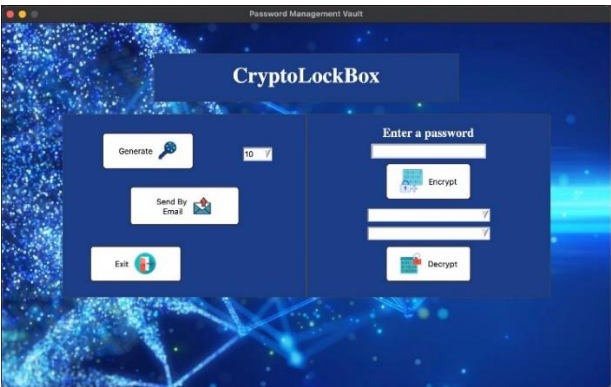 Password Management Vault
CryptoLockBox
Generate
10
Send By
Email
Exit
Enter a password
Encrypt
Decrypt